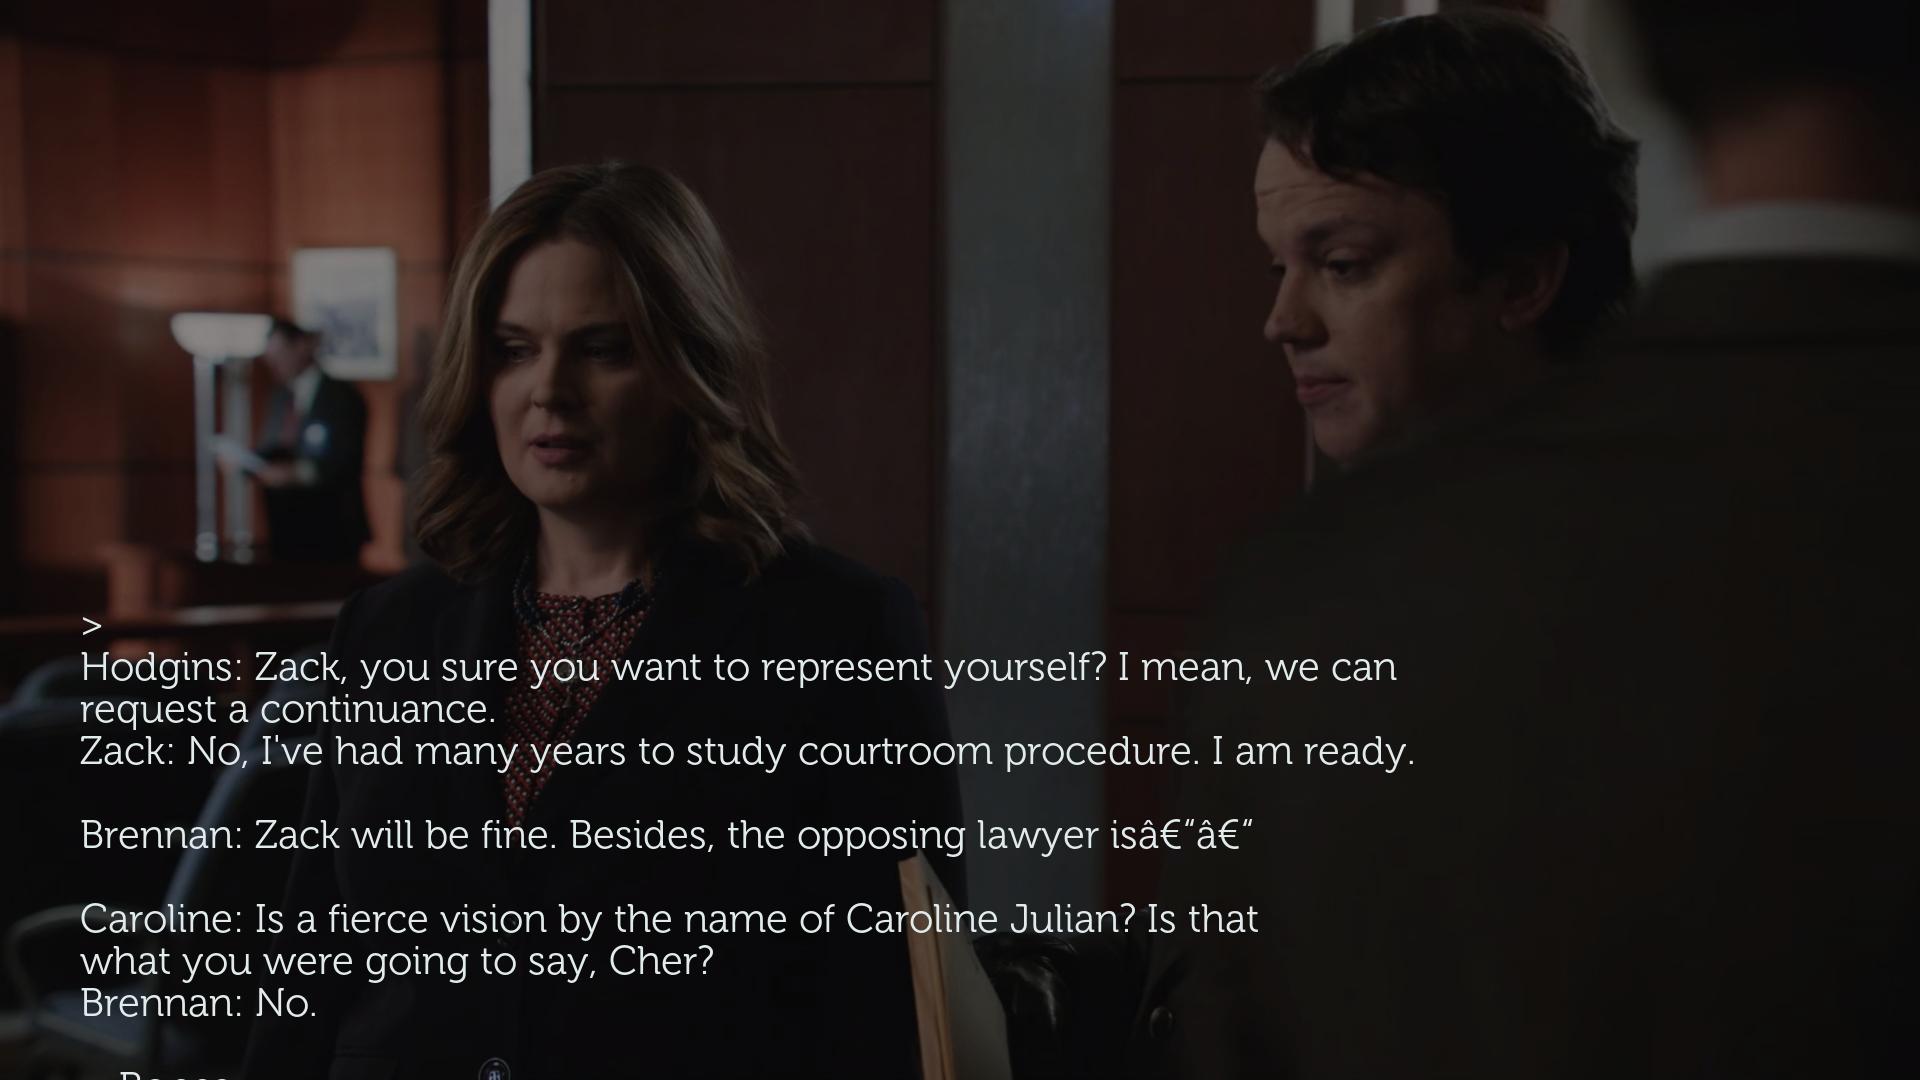 >
Hodgins: Zack, you sure you want to represent yourself? I mean, we can
request a continuance.
Zack: No, I've had many years to study courtroom procedure. I am ready.
Brennan: Zack will be fine. Besides, the opposing lawyer isâ€“â€“
Caroline: Is a fierce vision by the name of Caroline Julian? Is that
what you were going to say, Cher?
Brennan: No.